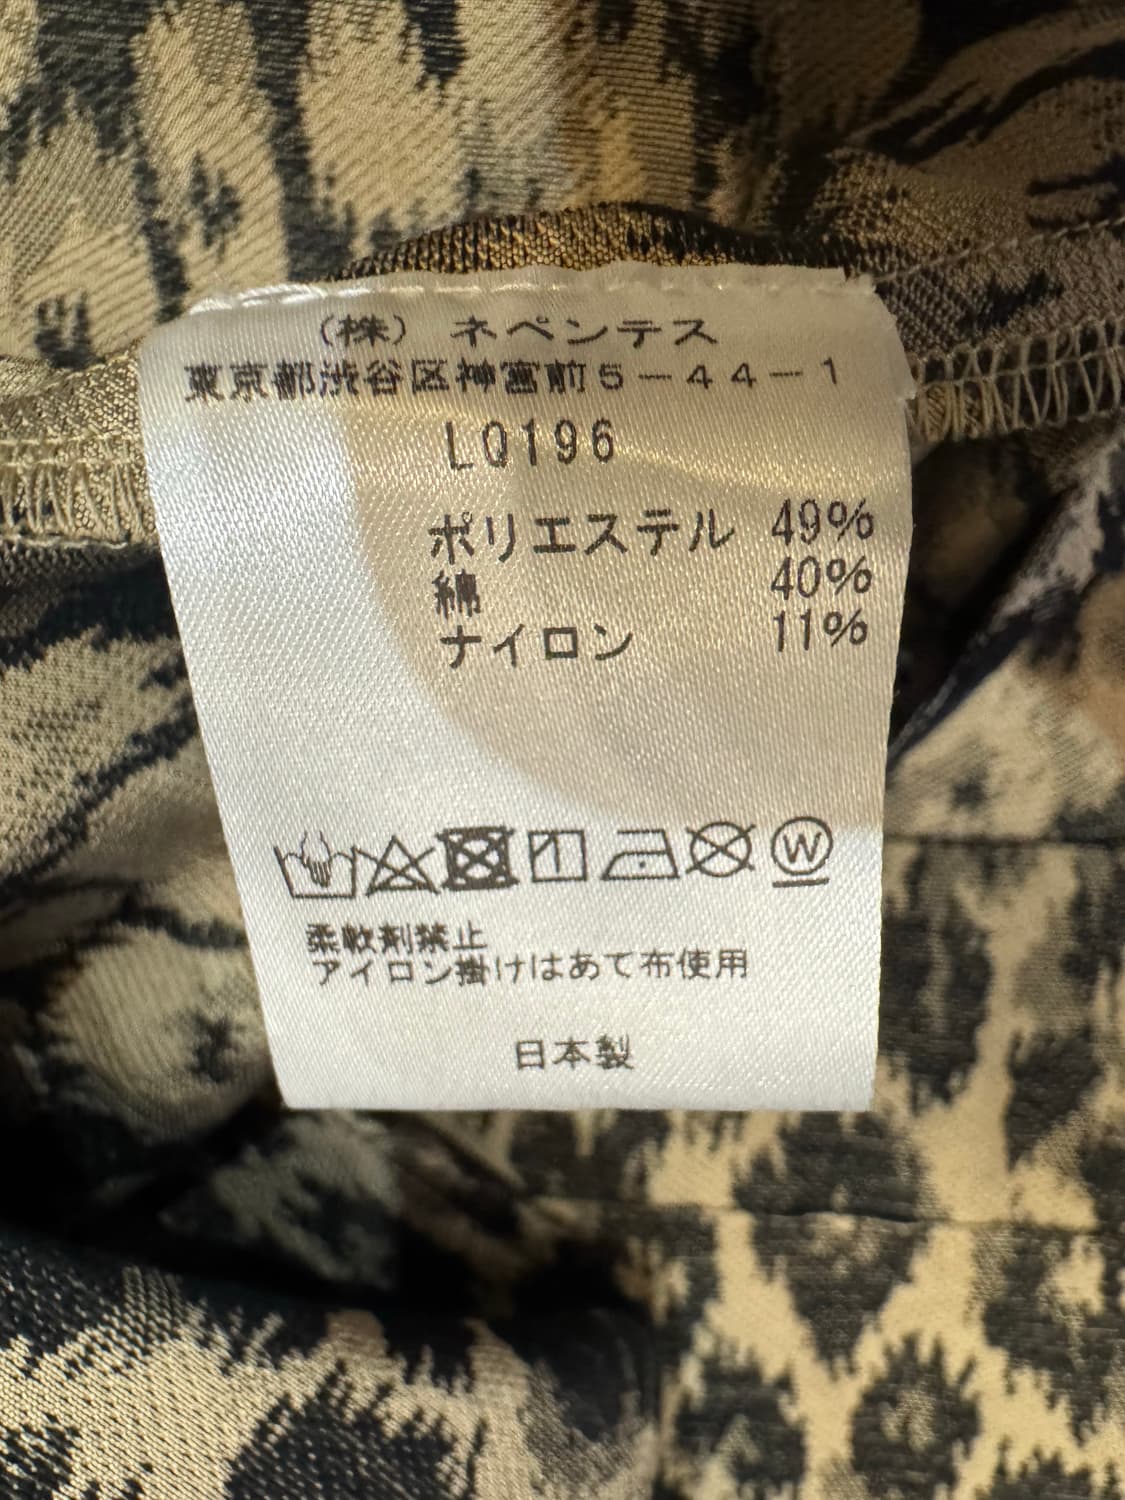 （株）ネペンテス
東京都渋谷区神宮前5－44－1
LQ196
ポリエステル 49%
綿 40%
ナイロン 11%
W
柔軟剤禁止
アイロン掛けはあて布使用
日本製